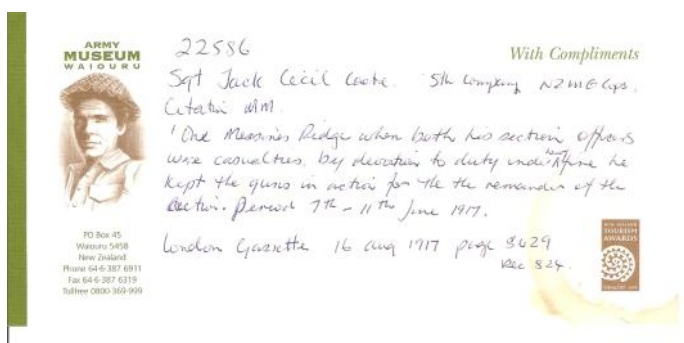 ARMY
MUSEUM
WAIOURU
With Compliments
22586
Sgt Jack Cecil 5th Company NZMG Corps.
Citation MM.
'One Messines Ridge when both his section officers
were casualties, by devotion to duty under heavy fire he
kept the guns in action for the the remainder of the
action. Period 7th - 11th June 1917.
London Gazette 16 Aug 1917 page 8429
Rec 824.
PO Box 45
Waiouru 5458
New Zealand
Phone 64-6-387 6911
Fax 64-6-387 6319
Tollfree 0800-369-999
NEW ZEALAND
TOURISM
AWARDS